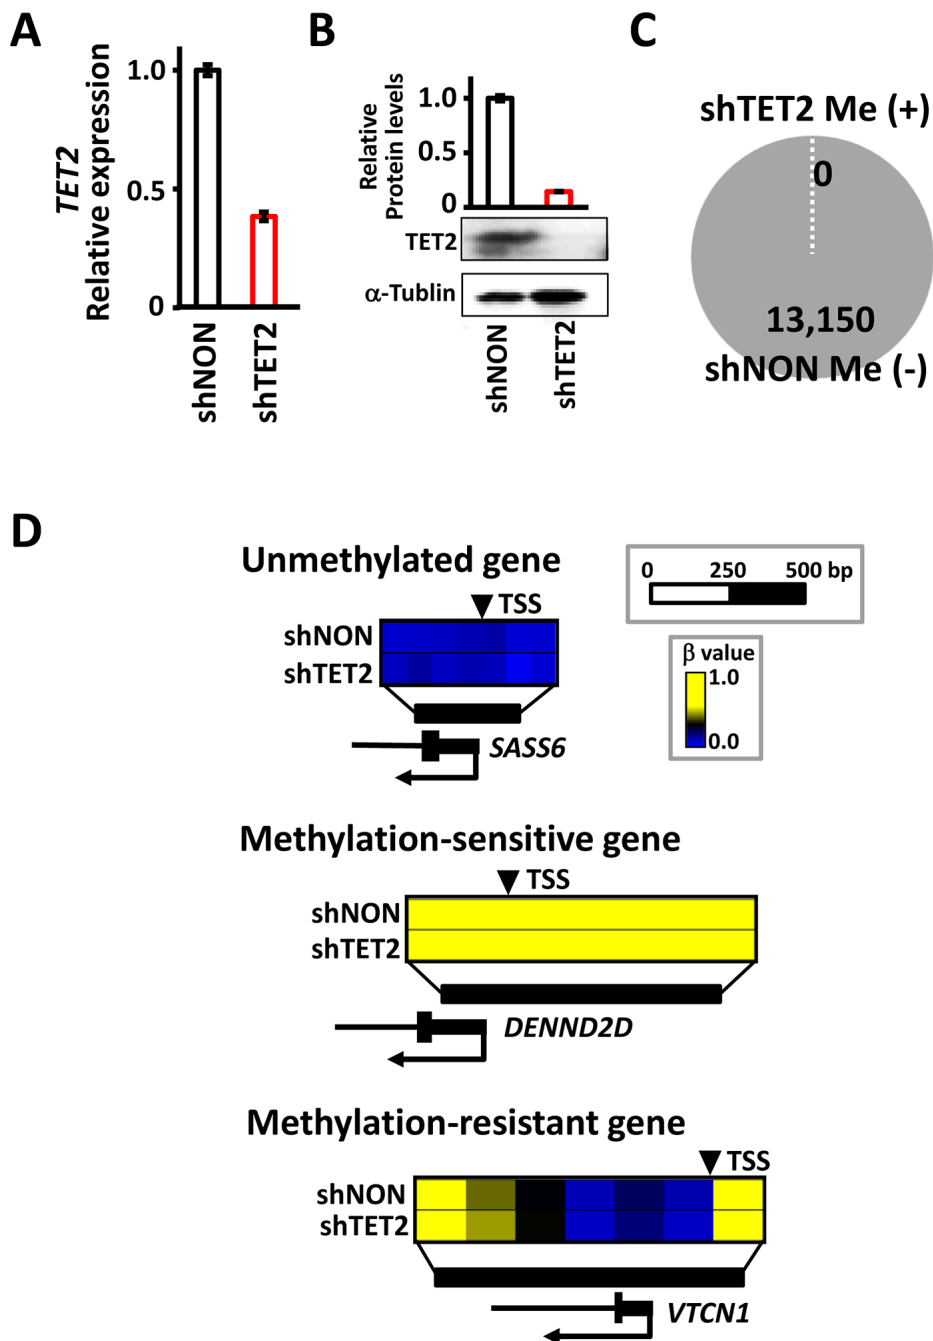 A
TET2
Relative expression
1.0
0.5
0
shNON
shTET2
B
Relative
Protein levels
1.0
0.5
0
TET2
α-Tublin
shNON
shTET2
C
shTET2 Me (+)
0
13,150
shNON Me (-)
D
Unmethylated gene
TSS
shNON
shTET2
SASS6
0 250 500 bp
β value
1.0
0.0
Methylation-sensitive gene
TSS
shNON
shTET2
DENND2D
Methylation-resistant gene
TSS
shNON
shTET2
VTCN1